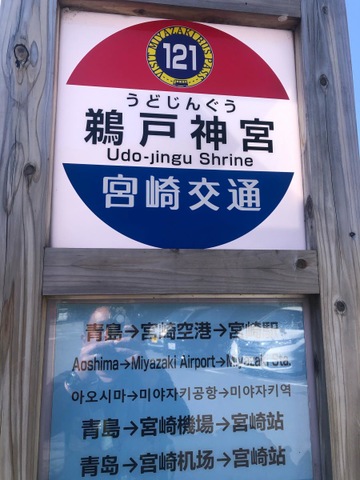 VISIT MIYAZAKI BUS PASS
121
うどじんぐう
鵜戸神宮
Udo-jingu Shrine
宮崎交通
青島→宮崎空港→宮崎駅
Aoshima→Miyazaki Airport→Miyazaki Sta.
아오시마→미야자키공항→미야자키역
青島→宮崎機場→宮崎站
青岛→宫崎机场→宫崎站